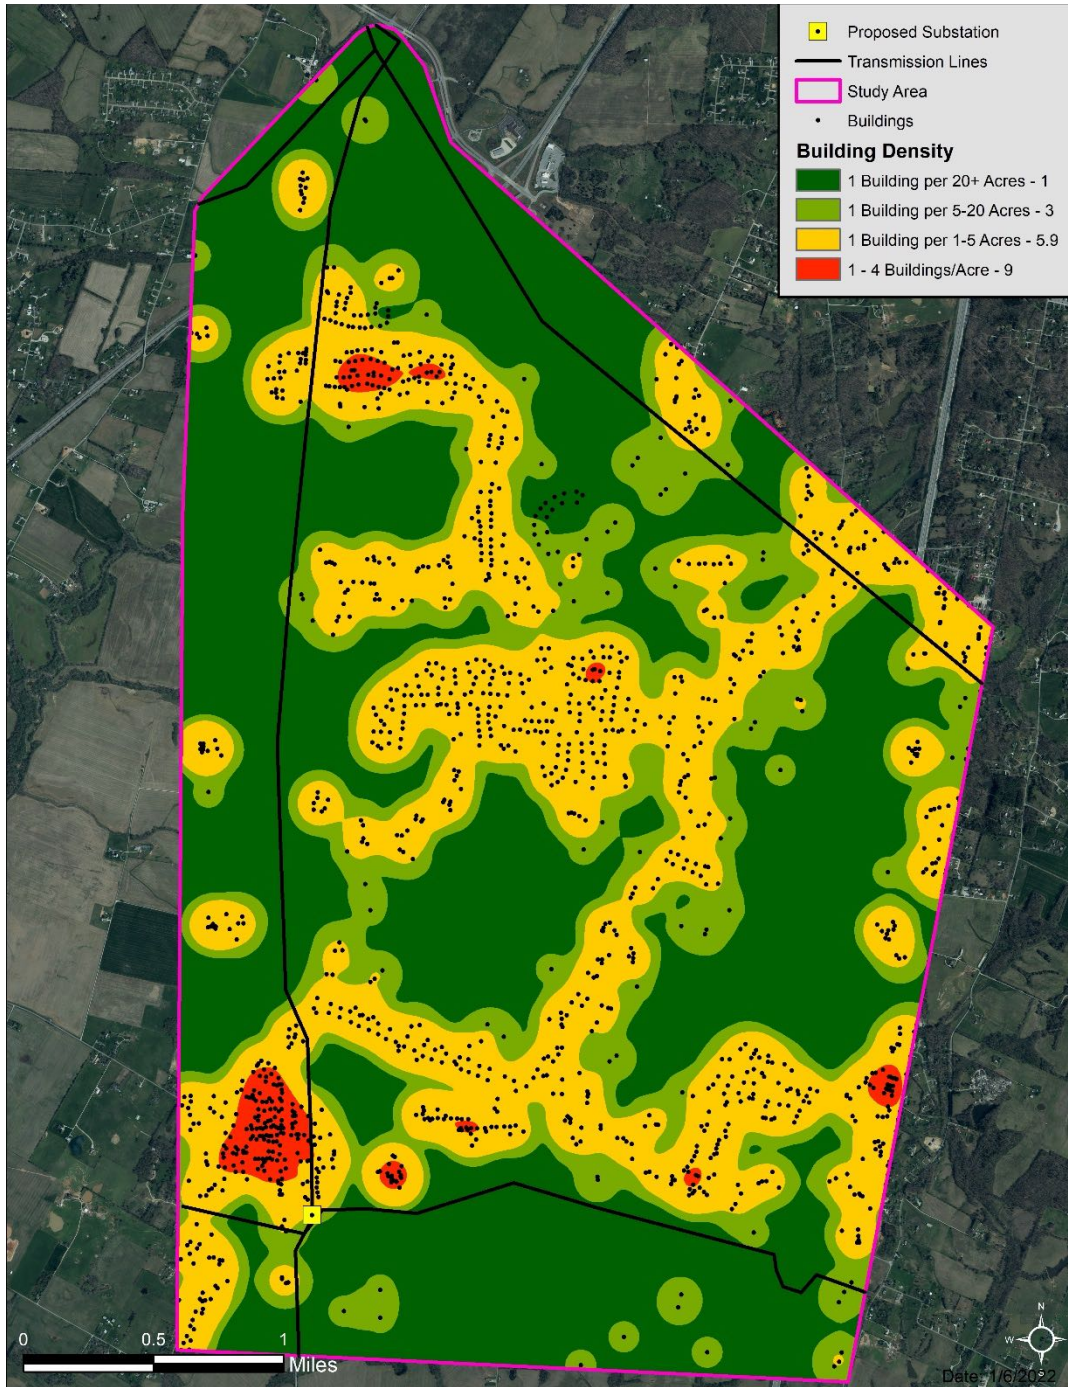 Proposed Substation
Transmission Lines
Study Area
Buildings
Building Density
1 Building per 20+ Acres - 1
1 Building per 5-20 Acres - 3
1 Building per 1-5 Acres - 5.9
1 - 4 Buildings/Acre - 9
N
W
S
0 0.5 1
Miles
Date: 1/6/2022